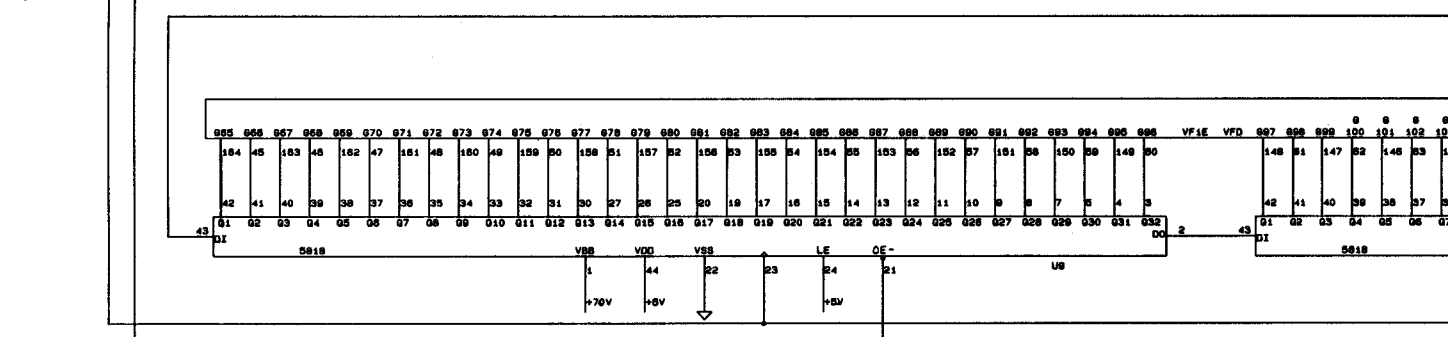 G G G
G65 G66 G67 G68 G69 G70 G71 G72 G73 G74 G75 G76 G77 G78 G79 G80 G81 G82 G83 G84 G85 G86 G87 G88 G89 G90 G91 G92 G93 G94 G95 G96 VF1E VFD G97 G98 G99 100 101 102
164 45 163 46 162 47 161 48 160 49 159 50 158 51 157 52 156 53 155 54 154 55 153 56 152 57 151 58 150 59 149 60 148 61 147 62 146 63
42 41 40 39 38 37 36 35 34 33 32 31 30 27 26 25 20 19 17 16 15 14 13 12 11 10 9 8 7 5 4 3 42 41 40 39 38 37
Q1 Q2 Q3 Q4 Q5 Q6 Q7 Q8 Q9 Q10 Q11 Q12 Q13 Q14 Q15 Q16 Q17 Q18 Q19 Q20 Q21 Q22 Q23 Q24 Q25 Q26 Q27 Q28 Q29 Q30 Q31 Q32 Q1 Q2 Q3 Q4 Q5 Q6 Q7
43 DI DO 2 43 DI
5818 VBB VDD VSS LE OE- 5818
1 44 22 23 24 21 U9
+70V +5V +5V